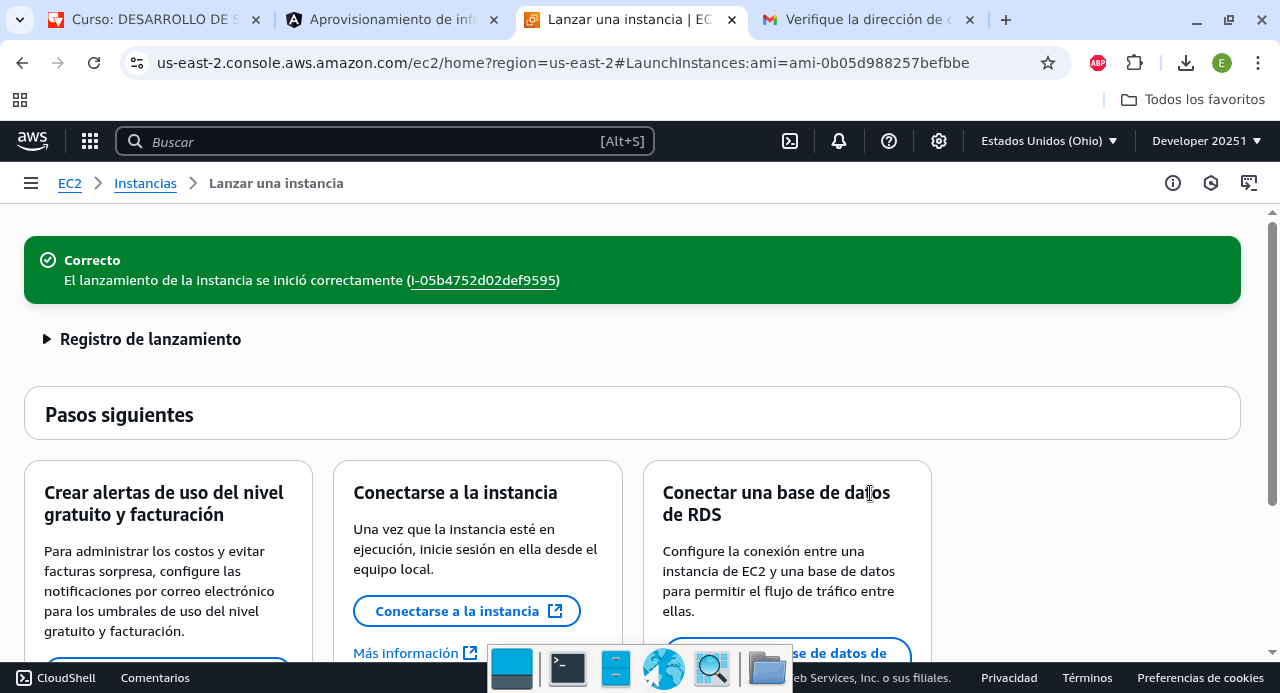 Curso: DESARROLLO DE S
Aprovisionamiento de inf
Lanzar una instancia | EC
Verifique la dirección de
us-east-2.console.aws.amazon.com/ec2/home?region=us-east-2#LaunchInstances:ami=ami-0b05d988257befbbe
ABP
E
Todos los favoritos
aws
Buscar
[Alt+S]
Estados Unidos (Ohio)
Developer 20251
EC2
Instancias
Lanzar una instancia
Correcto
El lanzamiento de la instancia se inició correctamente (i-05b4752d02def9595)
Registro de lanzamiento
Pasos siguientes
Crear alertas de uso del nivel
gratuito y facturación
Para administrar los costos y evitar
facturas sorpresa, configure las
notificaciones por correo electrónico
para los umbrales de uso del nivel
gratuito y facturación.
Conectarse a la instancia
Una vez que la instancia esté en
ejecución, inicie sesión en ella desde el
equipo local.
Conectarse a la instancia
Más información
Conectar una base de datos
de RDS
Configure la conexión entre una
instancia de EC2 y una base de datos
para permitir el flujo de tráfico entre
ellas.
se de datos de
CloudShell
Comentarios
eb Services, Inc. o sus filiales.
Privacidad
Términos
Preferencias de cookies